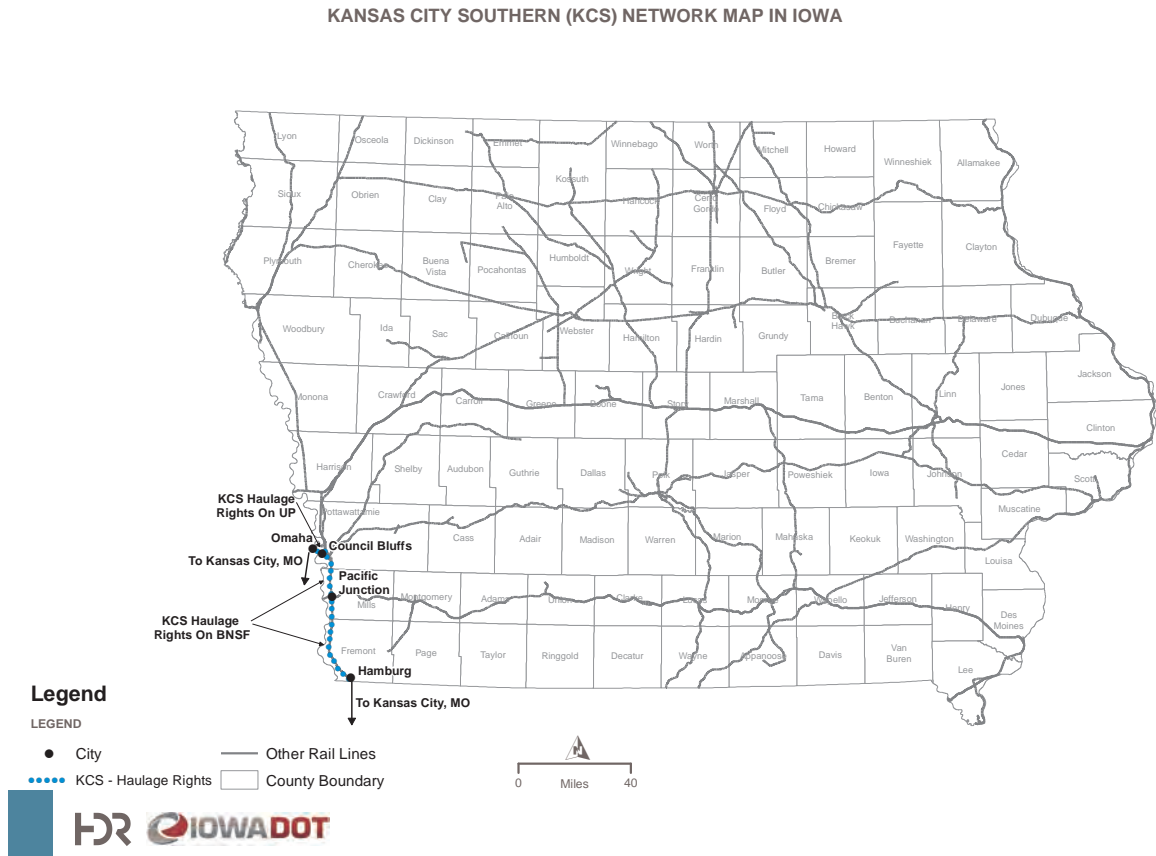 KANSAS CITY SOUTHERN (KCS) NETWORK MAP IN IOWA
Lyon
Osceola
Dickinson
Emmet
Winnebago
Worth
Mitchell
Howard
Winneshiek
Allamakee
Kossuth
Sioux
Obrien
Clay
Palo
Alto
Hancock
Cerro
Gordo
Floyd
Chickasaw
Fayette
Clayton
Plymouth
Cherokee
Buena
Vista
Pocahontas
Humboldt
Wright
Franklin
Butler
Bremer
Woodbury
Ida
Sac
Calhoun
Webster
Hamilton
Hardin
Grundy
Black
Hawk
Buchanan
Delaware
Dubuque
Monona
Crawford
Carroll
Greene
Boone
Story
Marshall
Tama
Benton
Linn
Jones
Jackson
Clinton
Cedar
Harrison
Shelby
Audubon
Guthrie
Dallas
Polk
Jasper
Poweshiek
Iowa
Johnson
Scott
Muscatine
KCS Haulage
Rights On UP
Pottawattamie
Cass
Adair
Madison
Warren
Marion
Mahaska
Keokuk
Washington
Louisa
Omaha
Council Bluffs
To Kansas City, MO
Pacific
Junction
Mills
Montgomery
Adams
Union
Clarke
Lucas
Monroe
Wapello
Jefferson
Henry
Des
Moines
KCS Haulage
Rights On BNSF
Fremont
Page
Taylor
Ringgold
Decatur
Wayne
Appanoose
Davis
Van
Buren
Lee
Hamburg
To Kansas City, MO
Legend
LEGEND
City
Other Rail Lines
KCS - Haulage Rights
County Boundary
N
0 Miles 40
HDR IOWADOT